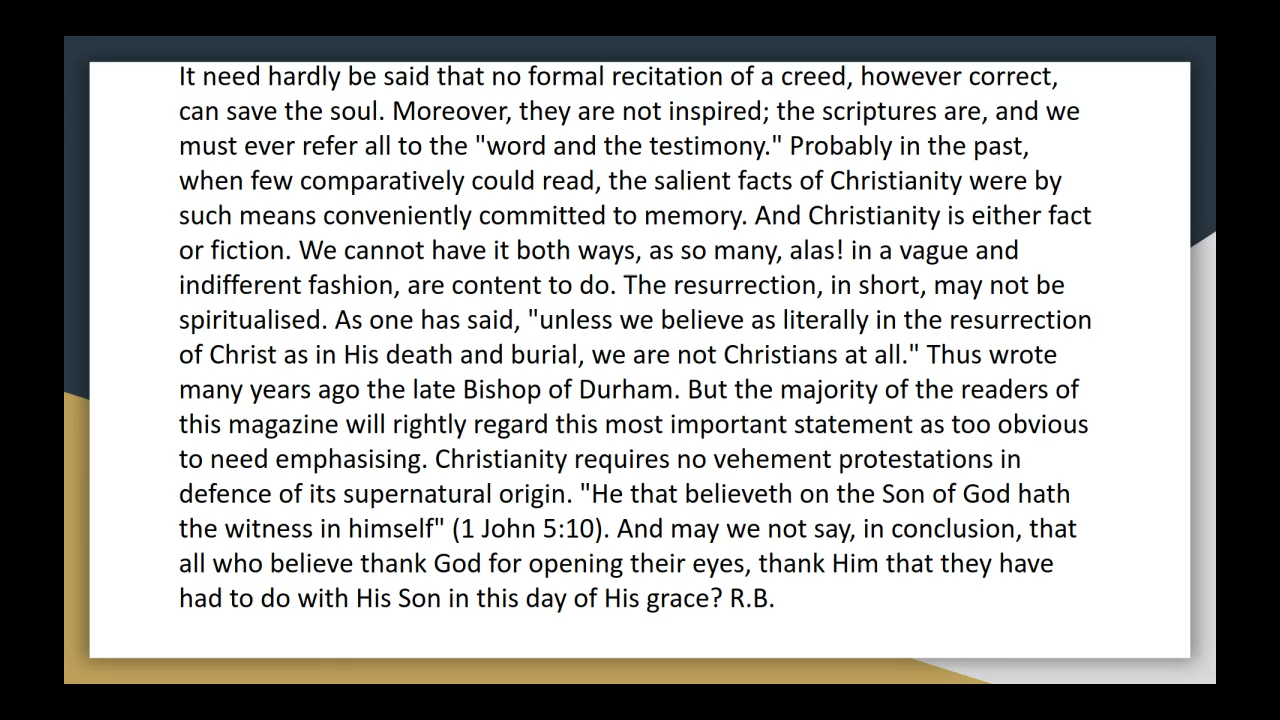 It need hardly be said that no formal recitation of a creed, however correct,
can save the soul. Moreover, they are not inspired; the scriptures are, and we
must ever refer all to the "word and the testimony." Probably in the past,
when few comparatively could read, the salient facts of Christianity were by
such means conveniently committed to memory. And Christianity is either fact
or fiction. We cannot have it both ways, as so many, alas! in a vague and
indifferent fashion, are content to do. The resurrection, in short, may not be
spiritualised. As one has said, "unless we believe as literally in the resurrection
of Christ as in His death and burial, we are not Christians at all." Thus wrote
many years ago the late Bishop of Durham. But the majority of the readers of
this magazine will rightly regard this most important statement as too obvious
to need emphasising. Christianity requires no vehement protestations in
defence of its supernatural origin. "He that believeth on the Son of God hath
the witness in himself" (1 John 5:10). And may we not say, in conclusion, that
all who believe thank God for opening their eyes, thank Him that they have
had to do with His Son in this day of His grace? R.B.